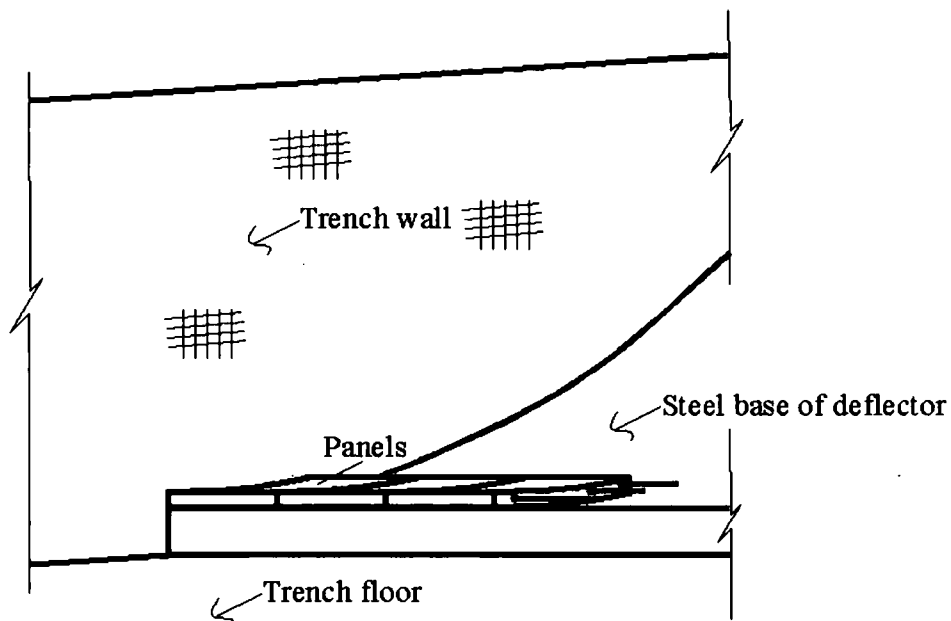 Trench wall
Steel base of deflector
Panels
Trench floor